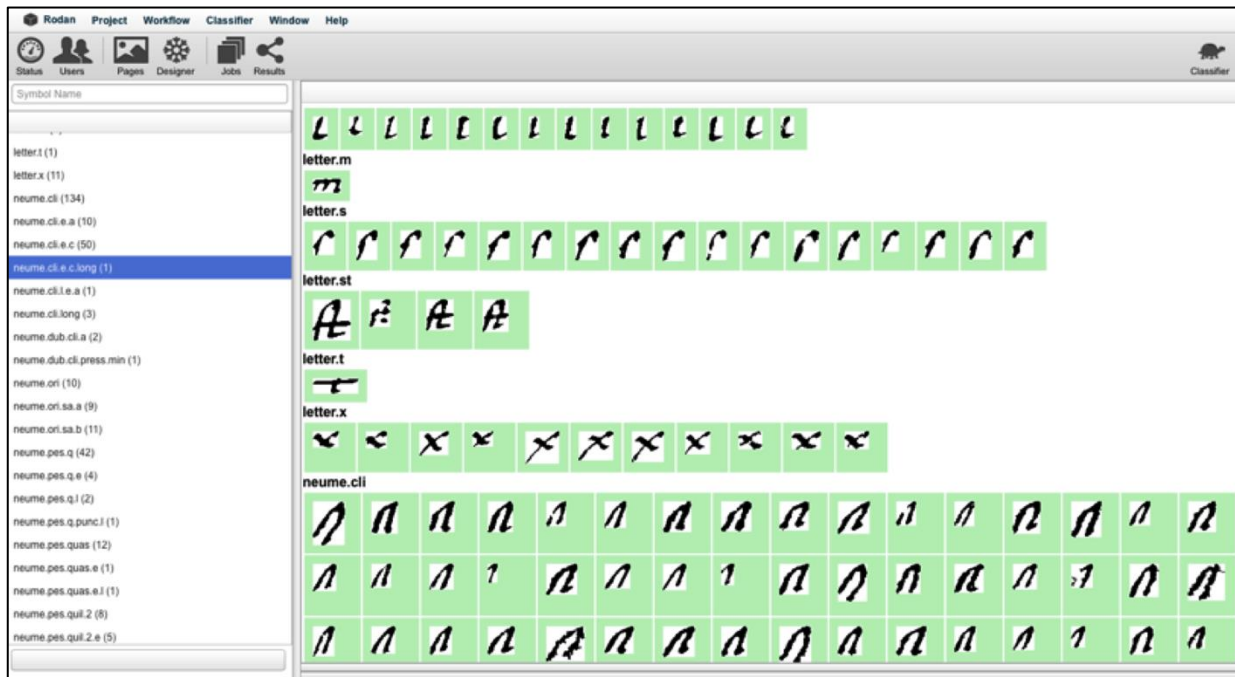 Rodan Project Workflow Classifier Window Help
Status Users Pages Designer Jobs Results Classifier
Symbol Name
letter.t (1)
letter.x (11)
neume.cli (134)
neume.cli.e.a (10)
neume.cli.e.c (50)
neume.cli.e.c.long (1)
neume.cli.l.e.a (1)
neume.cli.long (3)
neume.dub.cli.a (2)
neume.dub.cli.press.min (1)
neume.ori (10)
neume.ori.sa.a (9)
neume.ori.sa.b (11)
neume.pes.q (42)
neume.pes.q.e (4)
neume.pes.q.l (2)
neume.pes.q.punc.l (1)
neume.pes.quas (12)
neume.pes.quas.e (1)
neume.pes.quas.e.l (1)
neume.pes.quil.2 (8)
neume.pes.quil.2.e (5)
letter.m
m
letter.s
letter.st
letter.t
t
letter.x
neume.cli